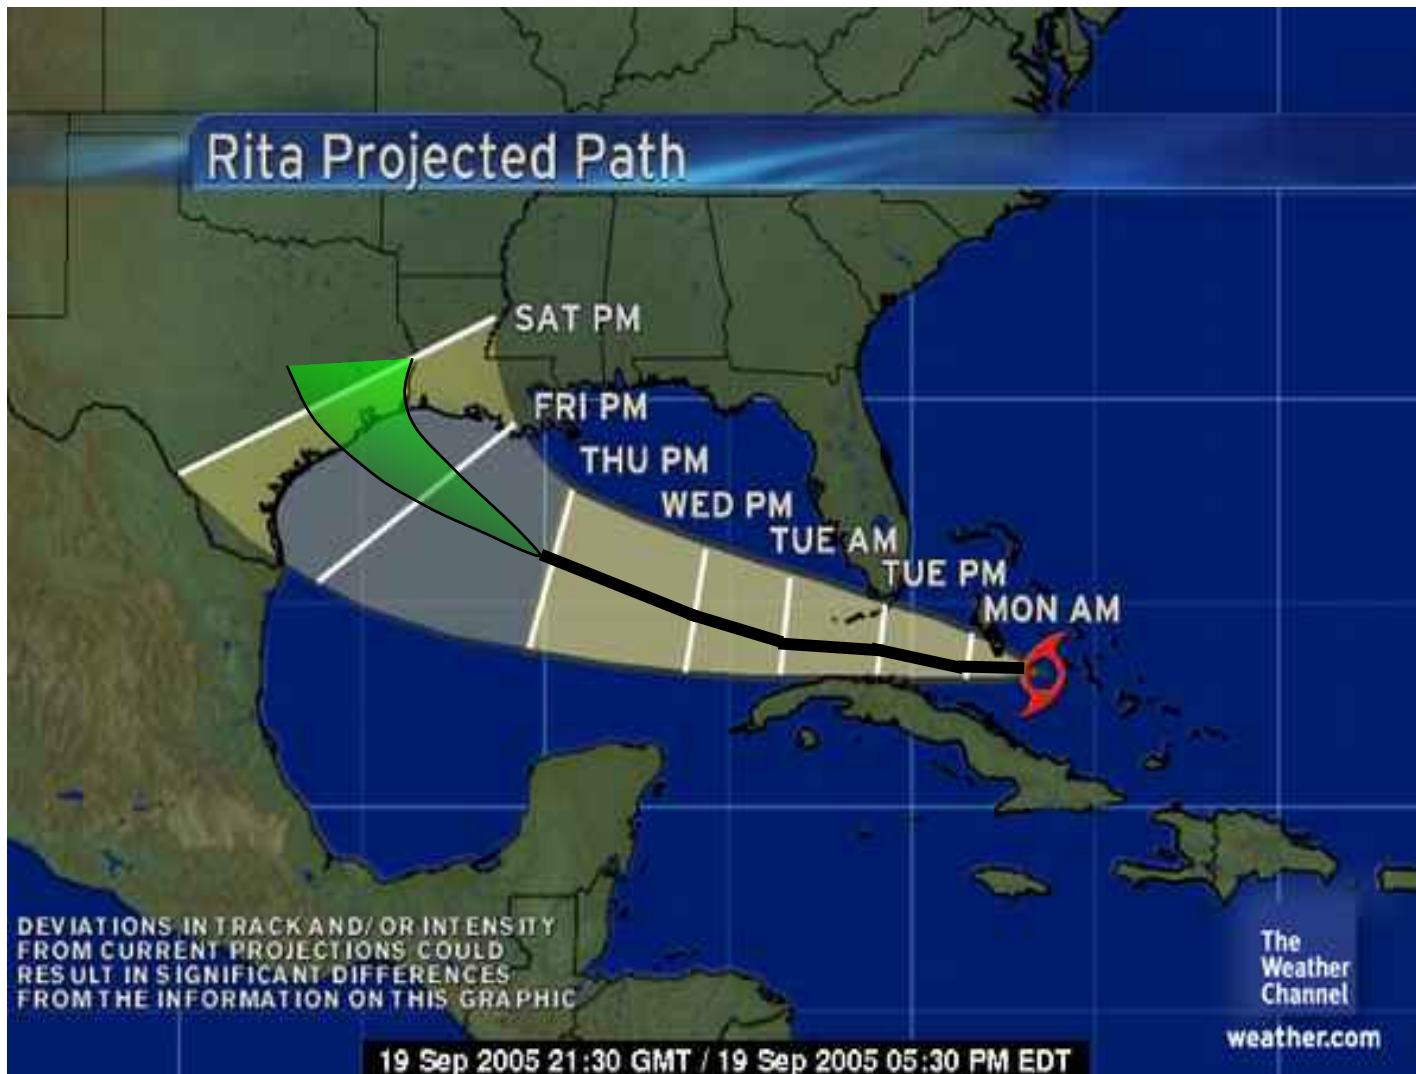 Rita Projected Path
SAT PM
FRI PM
THU PM
WED PM
TUE AM
TUE PM
MON AM
DEVIATIONS IN TRACK AND/OR INTENSITY
FROM CURRENT PROJECTIONS COULD
RESULT IN SIGNIFICANT DIFFERENCES
FROM THE INFORMATION ON THIS GRAPHIC
The
Weather
Channel
weather.com
19 Sep 2005 21:30 GMT / 19 Sep 2005 05:30 PM EDT